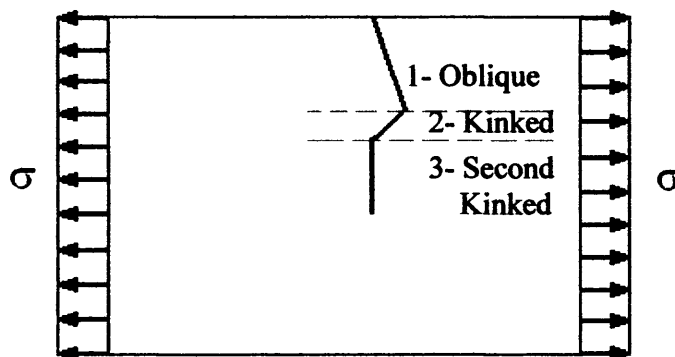 1- Oblique
2- Kinked
3- Second
Kinked
σ
σ